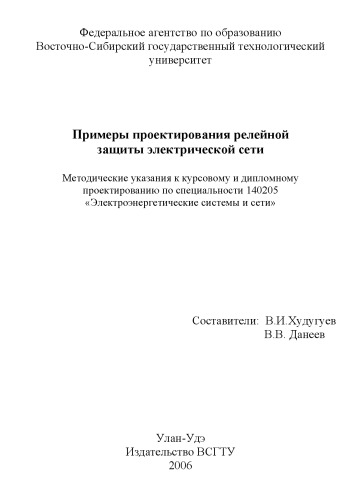 Федеральное агентство по образованию
Восточно-Сибирский государственный технологический
университет
Примеры проектирования релейной
защиты электрической сети
Методические указания к курсовому и дипломному
проектированию по специальности 140205
«Электроэнергетические системы и сети»
Составители: В.И.Худугуев
В.В. Данеев
Улан-Удэ
Издательство ВСГТУ
2006